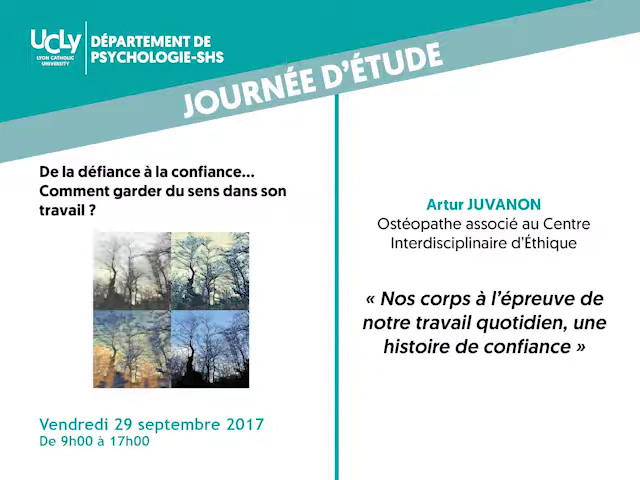 UCLY
LYON CATHOLIC
UNIVERSITY
DÉPARTEMENT DE
PSYCHOLOGIE-SHS
JOURNÉE D'ÉTUDE
De la défiance à la confiance...
Comment garder du sens dans son
travail ?
Vendredi 29 septembre 2017
De 9h00 à 17h00
Artur JUVANON
Ostéopathe associé au Centre
Interdisciplinaire d'Éthique
« Nos corps à l'épreuve de
notre travail quotidien, une
histoire de confiance »